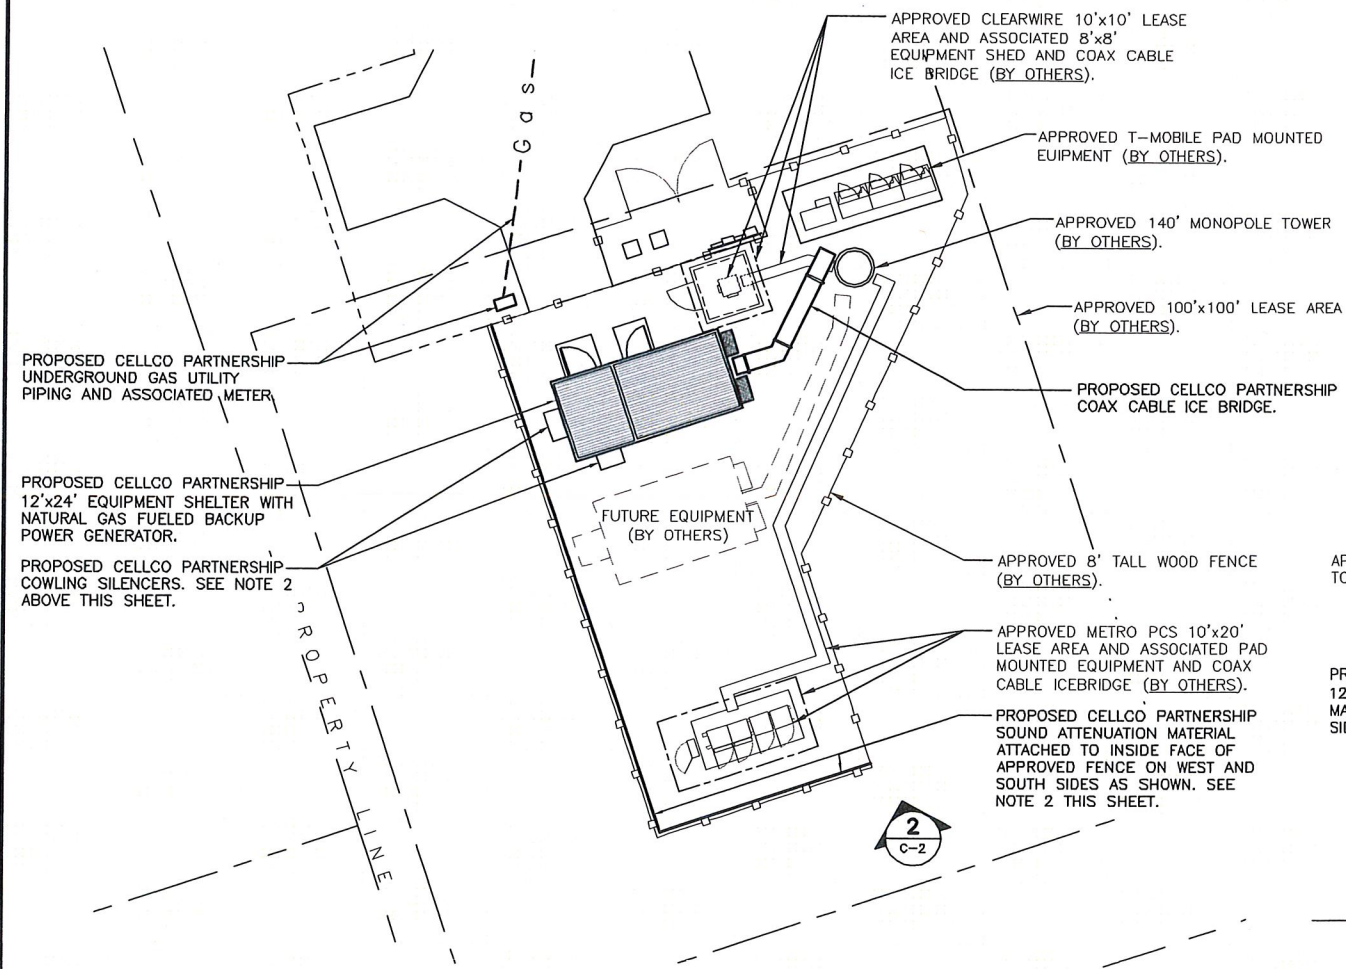 APPROVED CLEARWIRE 10'x10' LEASE
AREA AND ASSOCIATED 8'x8'
EQUIPMENT SHED AND COAX CABLE
ICE BRIDGE (BY OTHERS).
Gas
APPROVED T-MOBILE PAD MOUNTED
EUIPMENT (BY OTHERS).
APPROVED 140' MONOPOLE TOWER
(BY OTHERS).
APPROVED 100'x100' LEASE AREA
(BY OTHERS).
PROPOSED CELLCO PARTNERSHIP
UNDERGROUND GAS UTILITY
PIPING AND ASSOCIATED METER
PROPOSED CELLCO PARTNERSHIP
COAX CABLE ICE BRIDGE.
PROPOSED CELLCO PARTNERSHIP
12'x24' EQUIPMENT SHELTER WITH
NATURAL GAS FUELED BACKUP
POWER GENERATOR.
FUTURE EQUIPMENT
(BY OTHERS)
PROPOSED CELLCO PARTNERSHIP
COWLING SILENCERS. SEE NOTE 2
ABOVE THIS SHEET.
APPROVED 8' TALL WOOD FENCE
(BY OTHERS).
AP
TO
PROPERTY LINE
APPROVED METRO PCS 10'x20'
LEASE AREA AND ASSOCIATED PAD
MOUNTED EQUIPMENT AND COAX
CABLE ICEBRIDGE (BY OTHERS).
PR
12
MA
SI
PROPOSED CELLCO PARTNERSHIP
SOUND ATTENUATION MATERIAL
ATTACHED TO INSIDE FACE OF
APPROVED FENCE ON WEST AND
SOUTH SIDES AS SHOWN. SEE
NOTE 2 THIS SHEET.
2
C-2